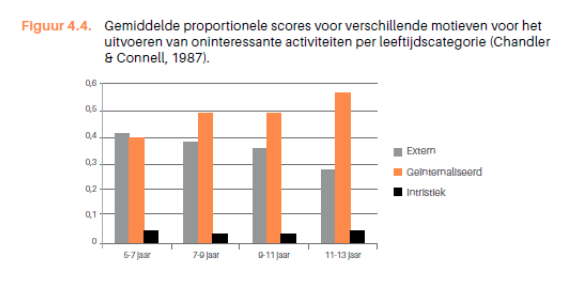 Figuur 4.4. Gemiddelde proportionele scores voor verschillende motieven voor het
uitvoeren van oninteressante activiteiten per leeftijdscategorie (Chandler
& Connell, 1987).
0,6
0,5
0,4
0,3
0,2
0,1
0
Extern
Geïnternaliseerd
Intristiek
5-7 jaar
7-9 jaar
9-11 jaar
11-13 jaar